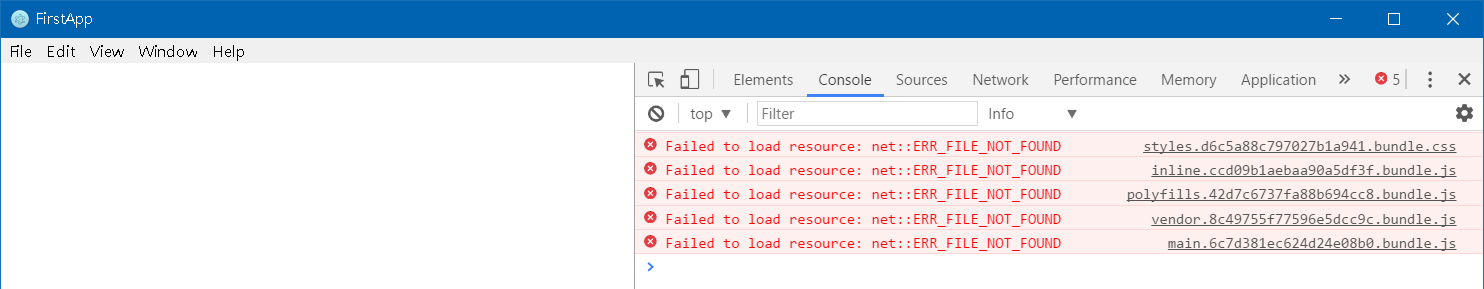 FirstApp
File Edit View Window Help
Elements Console Sources Network Performance Memory Application » 5
top ▼ Filter Info ▼
Failed to load resource: net::ERR_FILE_NOT_FOUND styles.d6c5a88c797027b1a941.bundle.css
Failed to load resource: net::ERR_FILE_NOT_FOUND inline.ccd09b1aebaa90a5df3f.bundle.js
Failed to load resource: net::ERR_FILE_NOT_FOUND polyfills.42d7c6737fa88b694cc8.bundle.js
Failed to load resource: net::ERR_FILE_NOT_FOUND vendor.8c49755f77596e5dcc9c.bundle.js
Failed to load resource: net::ERR_FILE_NOT_FOUND main.6c7d381ec624d24e08b0.bundle.js